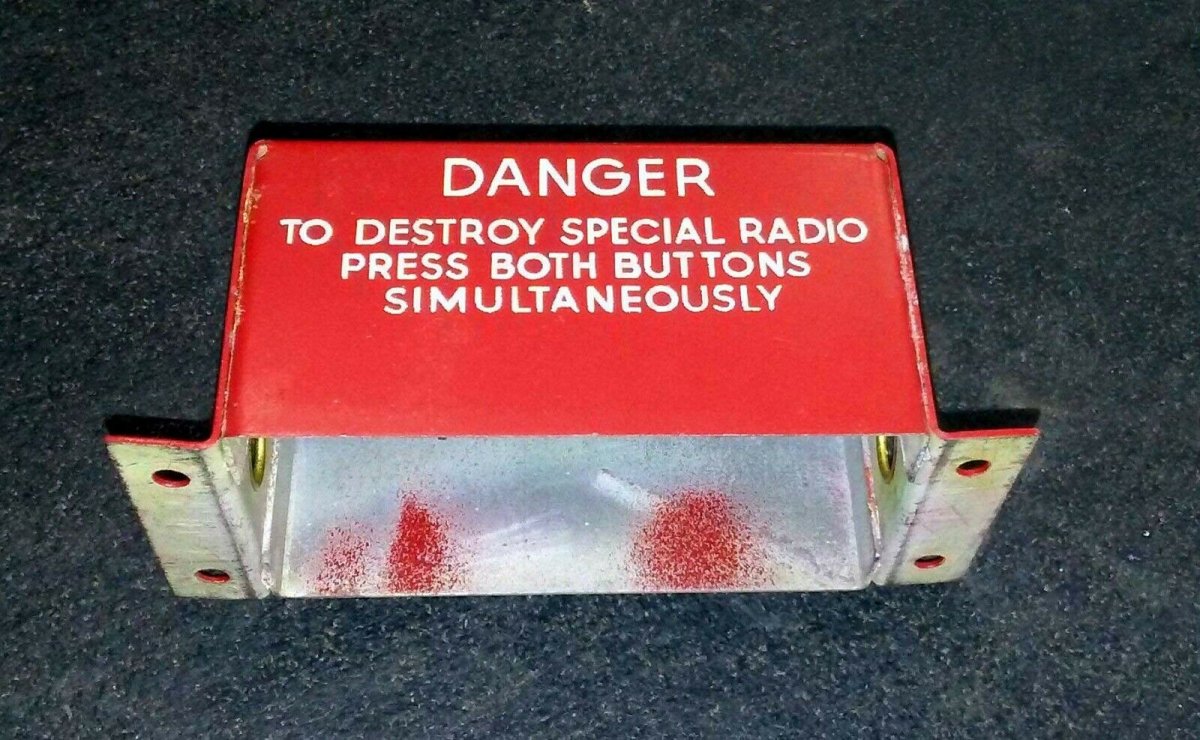 DANGER
TO DESTROY SPECIAL RADIO
PRESS BOTH BUTTONS
SIMULTANEOUSLY